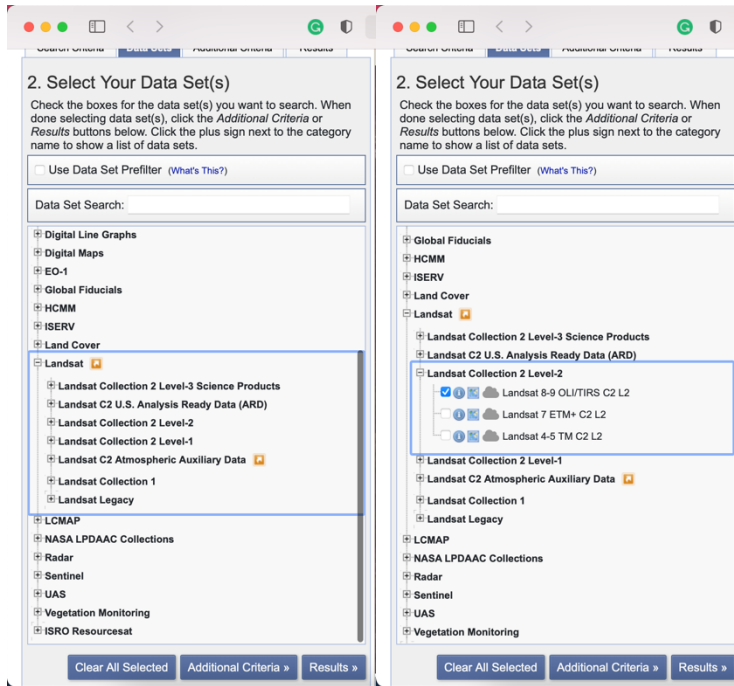 Search Criteria
Data Sets
Additional Criteria
Results
2. Select Your Data Set(s)
Check the boxes for the data set(s) you want to search. When
done selecting data set(s), click the Additional Criteria or
Results buttons below. Click the plus sign next to the category
name to show a list of data sets.
Use Data Set Prefilter (What's This?)
Data Set Search:
Digital Line Graphs
Digital Maps
EO-1
Global Fiducials
HCMM
ISERV
Land Cover
Landsat
Landsat Collection 2 Level-3 Science Products
Landsat C2 U.S. Analysis Ready Data (ARD)
Landsat Collection 2 Level-2
Landsat Collection 2 Level-1
Landsat C2 Atmospheric Auxiliary Data
Landsat Collection 1
Landsat Legacy
LCMAP
NASA LPDAAC Collections
Radar
Sentinel
UAS
Vegetation Monitoring
ISRO Resourcesat
Clear All Selected
Additional Criteria »
Results »
Search Criteria
Data Sets
Additional Criteria
Results
2. Select Your Data Set(s)
Check the boxes for the data set(s) you want to search. When
done selecting data set(s), click the Additional Criteria or
Results buttons below. Click the plus sign next to the category
name to show a list of data sets.
Use Data Set Prefilter (What's This?)
Data Set Search:
Global Fiducials
HCMM
ISERV
Land Cover
Landsat
Landsat Collection 2 Level-3 Science Products
Landsat C2 U.S. Analysis Ready Data (ARD)
Landsat Collection 2 Level-2
Landsat 8-9 OLI/TIRS C2 L2
Landsat 7 ETM+ C2 L2
Landsat 4-5 TM C2 L2
Landsat Collection 2 Level-1
Landsat C2 Atmospheric Auxiliary Data
Landsat Collection 1
Landsat Legacy
LCMAP
NASA LPDAAC Collections
Radar
Sentinel
UAS
Vegetation Monitoring
Clear All Selected
Additional Criteria »
Results »